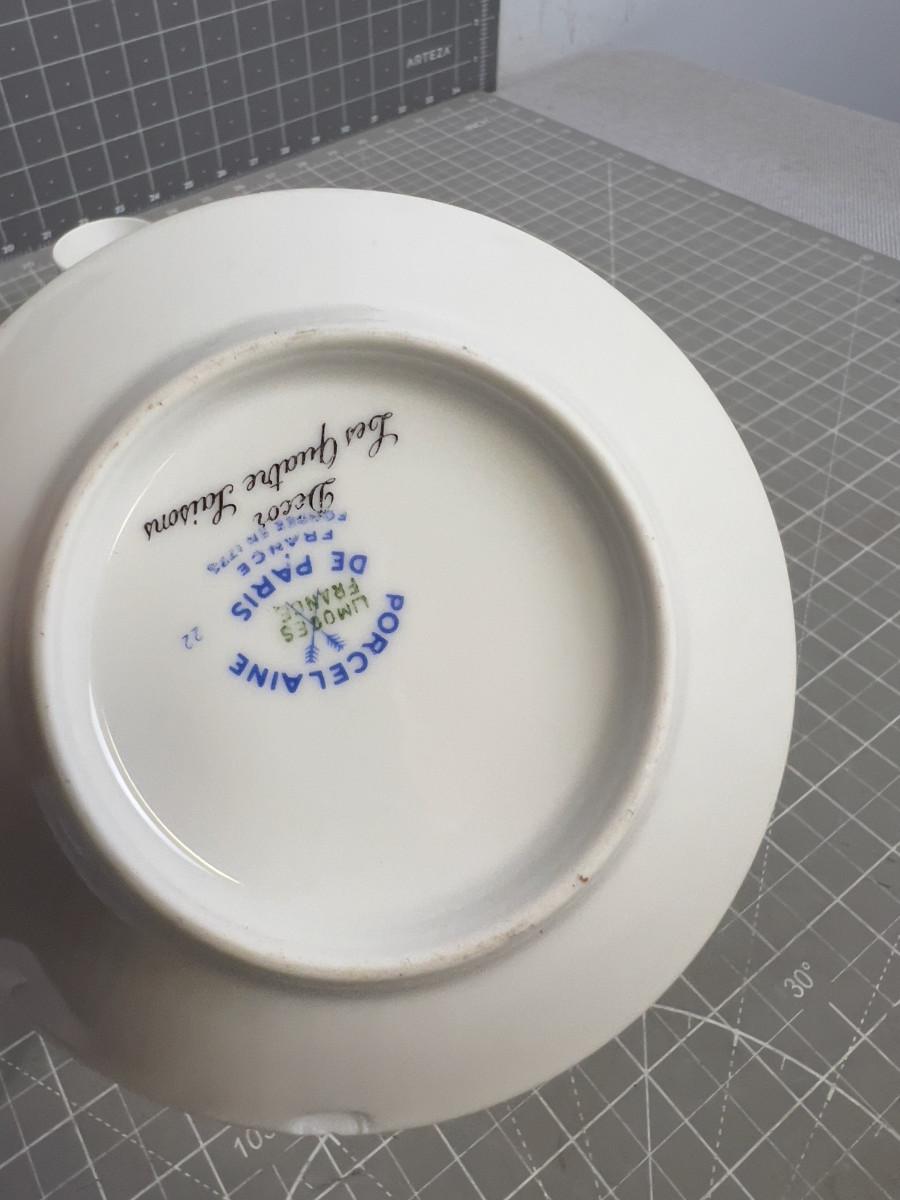 ARTEZA
PORCELAINE
LIMOGES
FRANCE
DE PARIS
22
FRANCE
FONDEE EN 1773
Decor
Les Quatre Saisons
30°